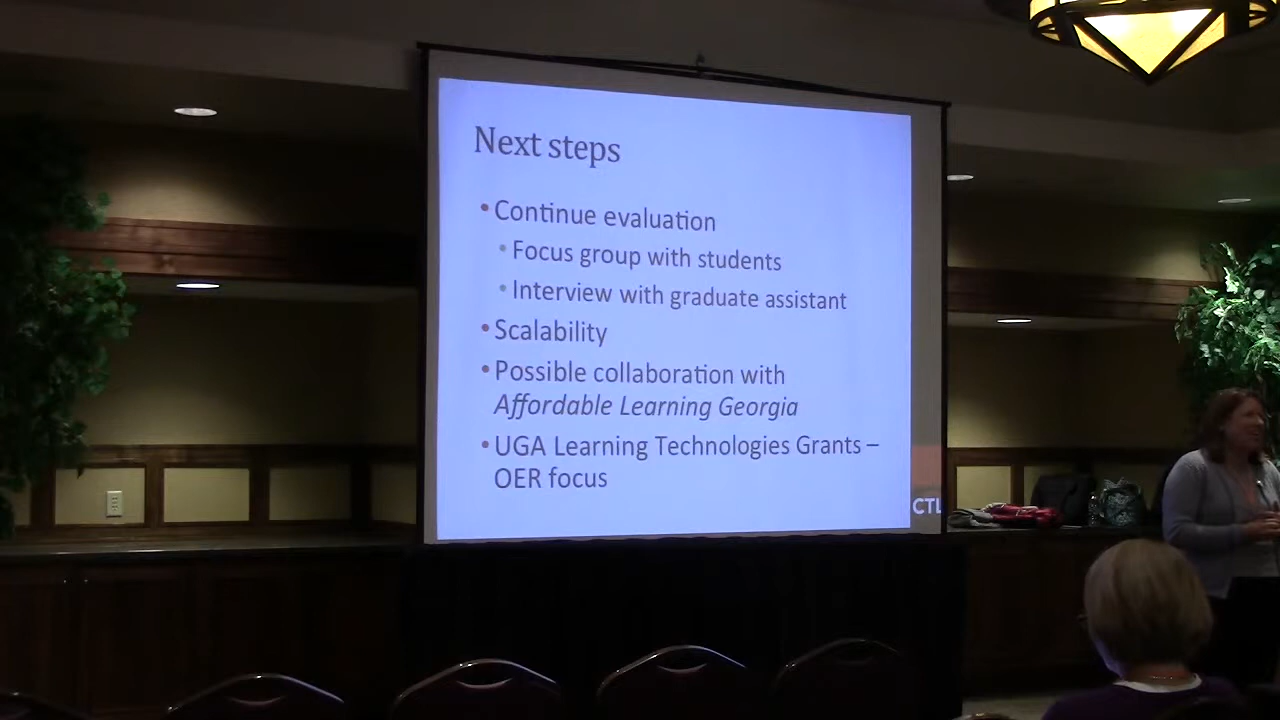 Next steps
• Continue evaluation
• Focus group with students
• Interview with graduate assistant
• Scalability
• Possible collaboration with
Affordable Learning Georgia
• UGA Learning Technologies Grants –
OER focus
CTL